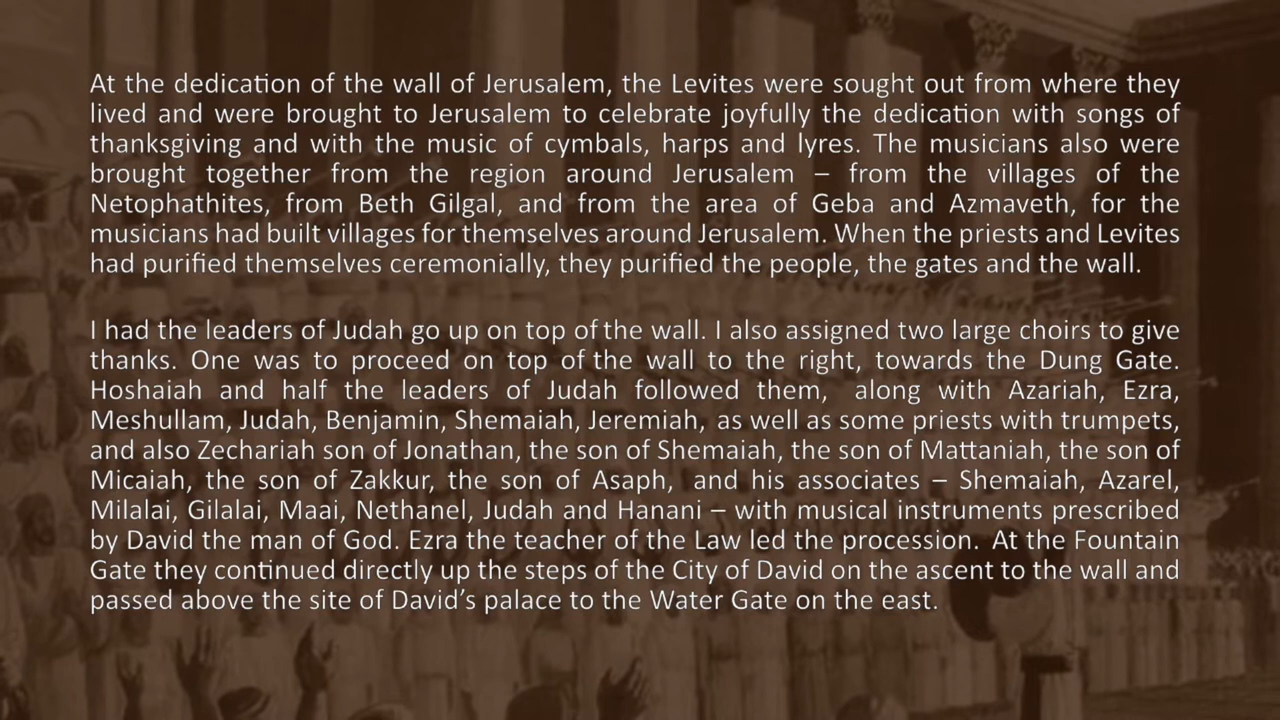 At the dedication of the wall of Jerusalem, the Levites were sought out from where they
lived and were brought to Jerusalem to celebrate joyfully the dedication with songs of
thanksgiving and with the music of cymbals, harps and lyres. The musicians also were
brought together from the region around Jerusalem – from the villages of the
Netophathites, from Beth Gilgal, and from the area of Geba and Azmaveth, for the
musicians had built villages for themselves around Jerusalem. When the priests and Levites
had purified themselves ceremonially, they purified the people, the gates and the wall.
I had the leaders of Judah go up on top of the wall. I also assigned two large choirs to give
thanks. One was to proceed on top of the wall to the right, towards the Dung Gate.
Hoshaiah and half the leaders of Judah followed them, along with Azariah, Ezra,
Meshullam, Judah, Benjamin, Shemaiah, Jeremiah, as well as some priests with trumpets,
and also Zechariah son of Jonathan, the son of Shemaiah, the son of Mattaniah, the son of
Micaiah, the son of Zakkur, the son of Asaph, and his associates – Shemaiah, Azarel,
Milalai, Gilalai, Maai, Nethanel, Judah and Hanani – with musical instruments prescribed
by David the man of God. Ezra the teacher of the Law led the procession. At the Fountain
Gate they continued directly up the steps of the City of David on the ascent to the wall and
passed above the site of David’s palace to the Water Gate on the east.